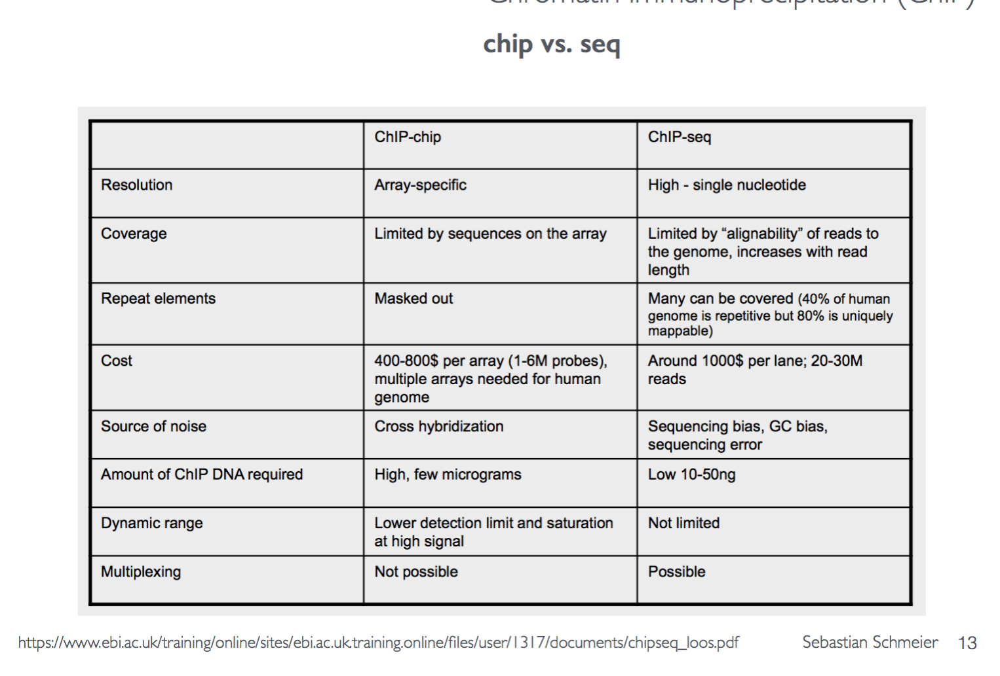 Chromatin immunoprecipitation (ChIP)
chip vs. seq
ChIP-chip
ChIP-seq
Resolution
Array-specific
High - single nucleotide
Coverage
Limited by sequences on the array
Limited by “alignability” of reads to
the genome, increases with read
length
Repeat elements
Masked out
Many can be covered (40% of human
genome is repetitive but 80% is uniquely
mappable)
Cost
400-800$ per array (1-6M probes),
multiple arrays needed for human
genome
Around 1000$ per lane; 20-30M
reads
Source of noise
Cross hybridization
Sequencing bias, GC bias,
sequencing error
Amount of ChIP DNA required
High, few micrograms
Low 10-50ng
Dynamic range
Lower detection limit and saturation
at high signal
Not limited
Multiplexing
Not possible
Possible
https://www.ebi.ac.uk/training/online/sites/ebi.ac.uk.training.online/files/user/1317/documents/chipseq_loos.pdf
Sebastian Schmeier
13